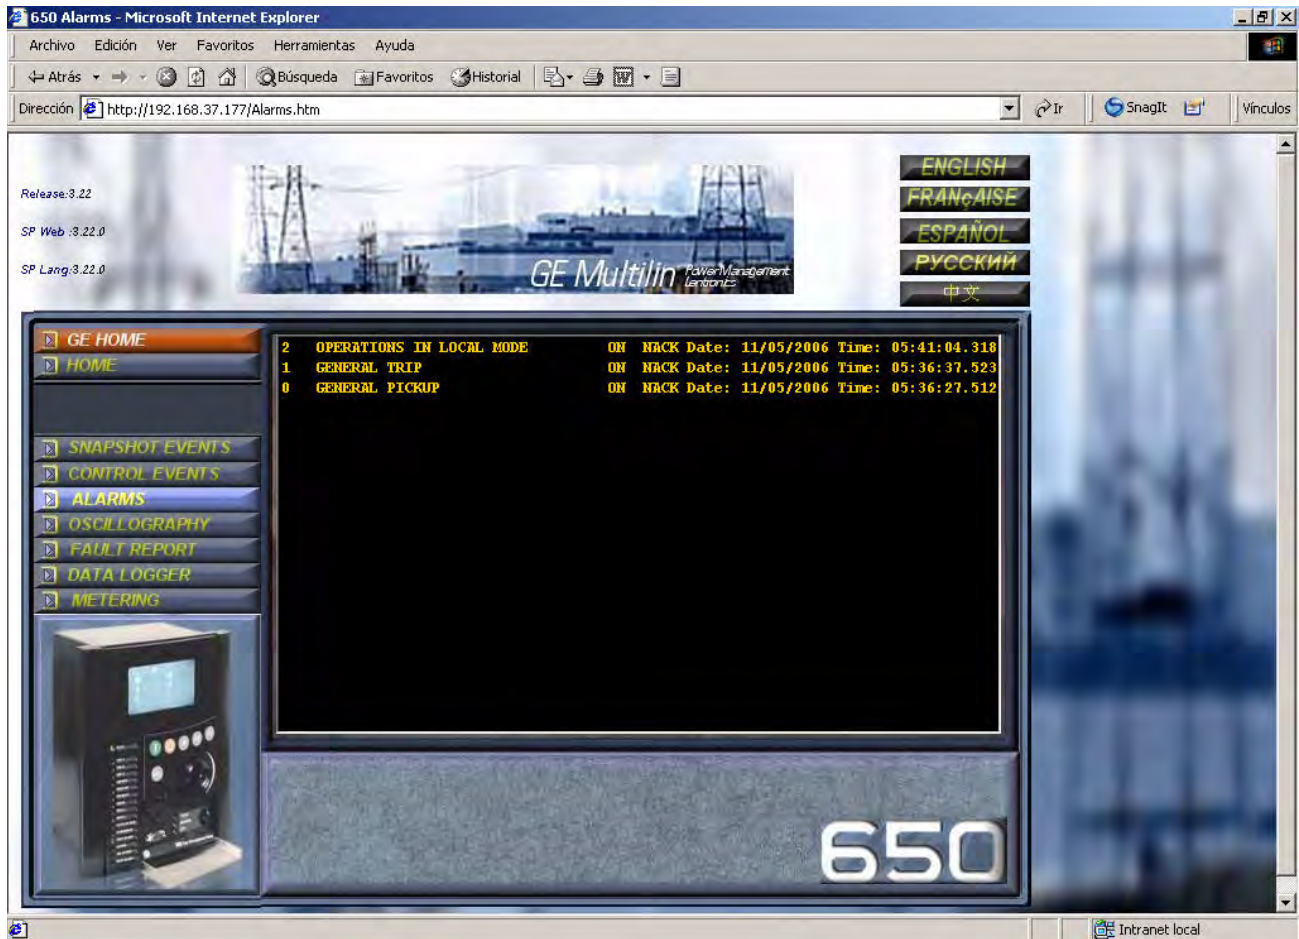 650 Alarms - Microsoft Internet Explorer
Archivo Edición Ver Favoritos Herramientas Ayuda
Atrás Búsqueda Favoritos Historial
Dirección http://192.168.37.177/Alarms.htm Ir SnagIt Vínculos
Release:3.22
SP Web :3.22.0
SP Lang:3.22.0
GE Multilin PowerManagement
Lentronics
ENGLISH
FRANçAISE
ESPAÑOL
РУССКИЙ
中文
GE HOME
HOME
SNAPSHOT EVENTS
CONTROL EVENTS
ALARMS
OSCILLOGRAPHY
FAULT REPORT
DATA LOGGER
METERING
2 OPERATIONS IN LOCAL MODE ON NACK Date: 11/05/2006 Time: 05:41:04.318
1 GENERAL TRIP ON NACK Date: 11/05/2006 Time: 05:36:37.523
0 GENERAL PICKUP ON NACK Date: 11/05/2006 Time: 05:36:27.512
650
Intranet local